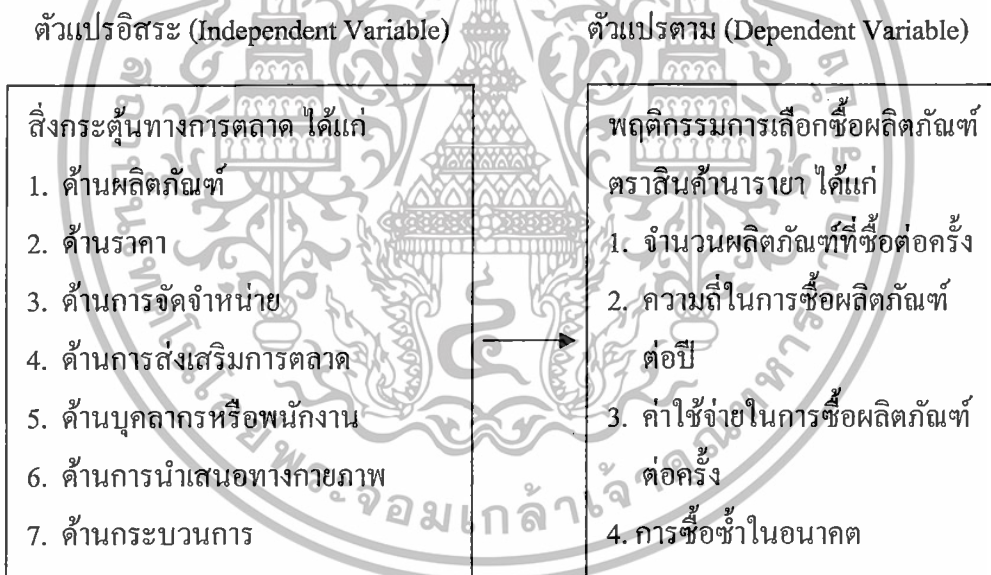 ตัวแปรอิสระ (Independent Variable)
ตัวแปรตาม (Dependent Variable)
สิ่งกระตุ้นทางการตลาด ได้แก่
1. ด้านผลิตภัณฑ์
2. ด้านราคา
3. ด้านการจัดจำหน่าย
4. ด้านการส่งเสริมการตลาด
5. ด้านบุคลากรหรือพนักงาน
6. ด้านการนำเสนอทางกายภาพ
7. ด้านกระบวนการ
พฤติกรรมการเลือกซื้อผลิตภัณฑ์
ตราสินค้านารายา ได้แก่
1. จำนวนผลิตภัณฑ์ที่ซื้อต่อครั้ง
2. ความถี่ในการซื้อผลิตภัณฑ์
ต่อปี
3. ค่าใช้จ่ายในการซื้อผลิตภัณฑ์
ต่อครั้ง
4. การซื้อซ้ำในอนาคต